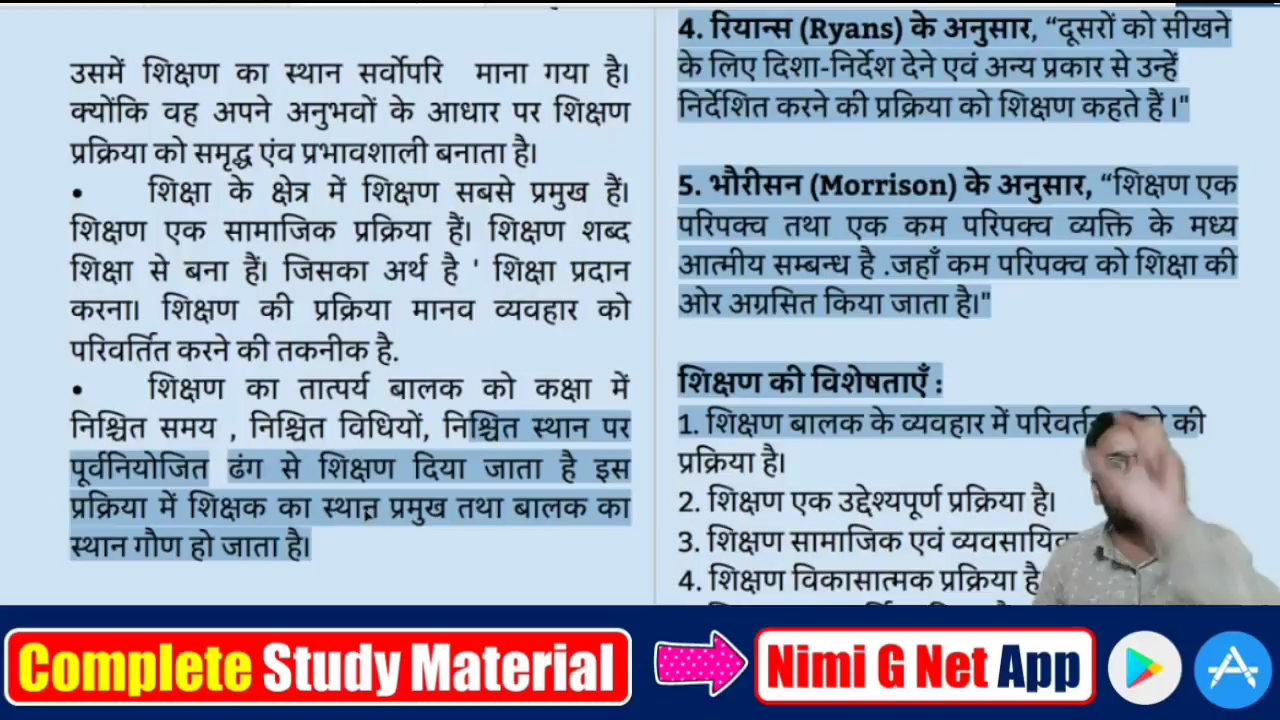 उसमें शिक्षण का स्थान सर्वोपरि माना गया है।
क्योंकि वह अपने अनुभवों के आधार पर शिक्षण
प्रक्रिया को समृद्ध एंव प्रभावशाली बनाता है।
• शिक्षा के क्षेत्र में शिक्षण सबसे प्रमुख हैं।
शिक्षण एक सामाजिक प्रक्रिया हैं। शिक्षण शब्द
शिक्षा से बना हैं। जिसका अर्थ है ' शिक्षा प्रदान
करना। शिक्षण की प्रक्रिया मानव व्यवहार को
परिवर्तित करने की तकनीक है.
• शिक्षण का तात्पर्य बालक को कक्षा में
निश्चित समय , निश्चित विधियों, निश्चित स्थान पर
पूर्वनियोजित ढंग से शिक्षण दिया जाता है इस
प्रक्रिया में शिक्षक का स्थान प्रमुख तथा बालक का
स्थान गौण हो जाता है।
4. रियान्स (Ryans) के अनुसार, “दूसरों को सीखने
के लिए दिशा-निर्देश देने एवं अन्य प्रकार से उन्हें
निर्देशित करने की प्रक्रिया को शिक्षण कहते हैं ।"
5. भौरीसन (Morrison) के अनुसार, “शिक्षण एक
परिपक्व तथा एक कम परिपक्व व्यक्ति के मध्य
आत्मीय सम्बन्ध है .जहाँ कम परिपक्व को शिक्षा की
ओर अग्रसित किया जाता है।"
शिक्षण की विशेषताएँ :
1. शिक्षण बालक के व्यवहार में की
प्रक्रिया है।
2. शिक्षण एक उद्देश्यपूर्ण प्रक्रिया है।
3. शिक्षण सामाजिक एवं
4. शिक्षण विकासात्मक प्रक्रिया है
Complete Study Material
Nimi G Net App